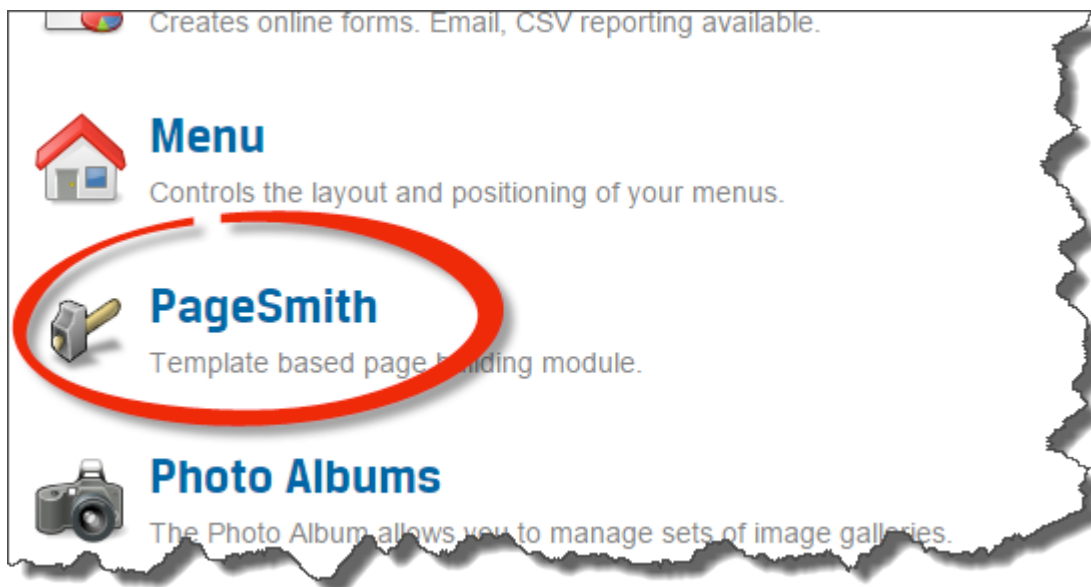 Creates online forms. Email, CSV reporting available.
Menu
Controls the layout and positioning of your menus.
PageSmith
Template based page building module.
Photo Albums
The Photo Album allows you to manage sets of image galleries.